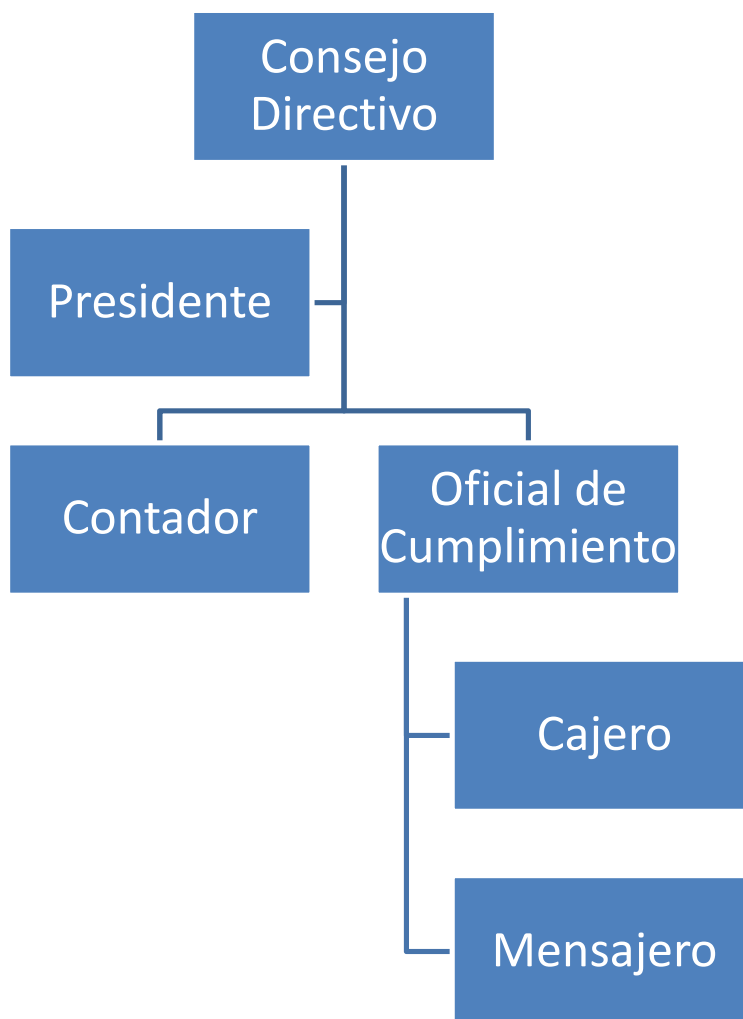 Consejo
Directivo
Presidente
Contador
Oficial de
Cumplimiento
Cajero
Mensajero